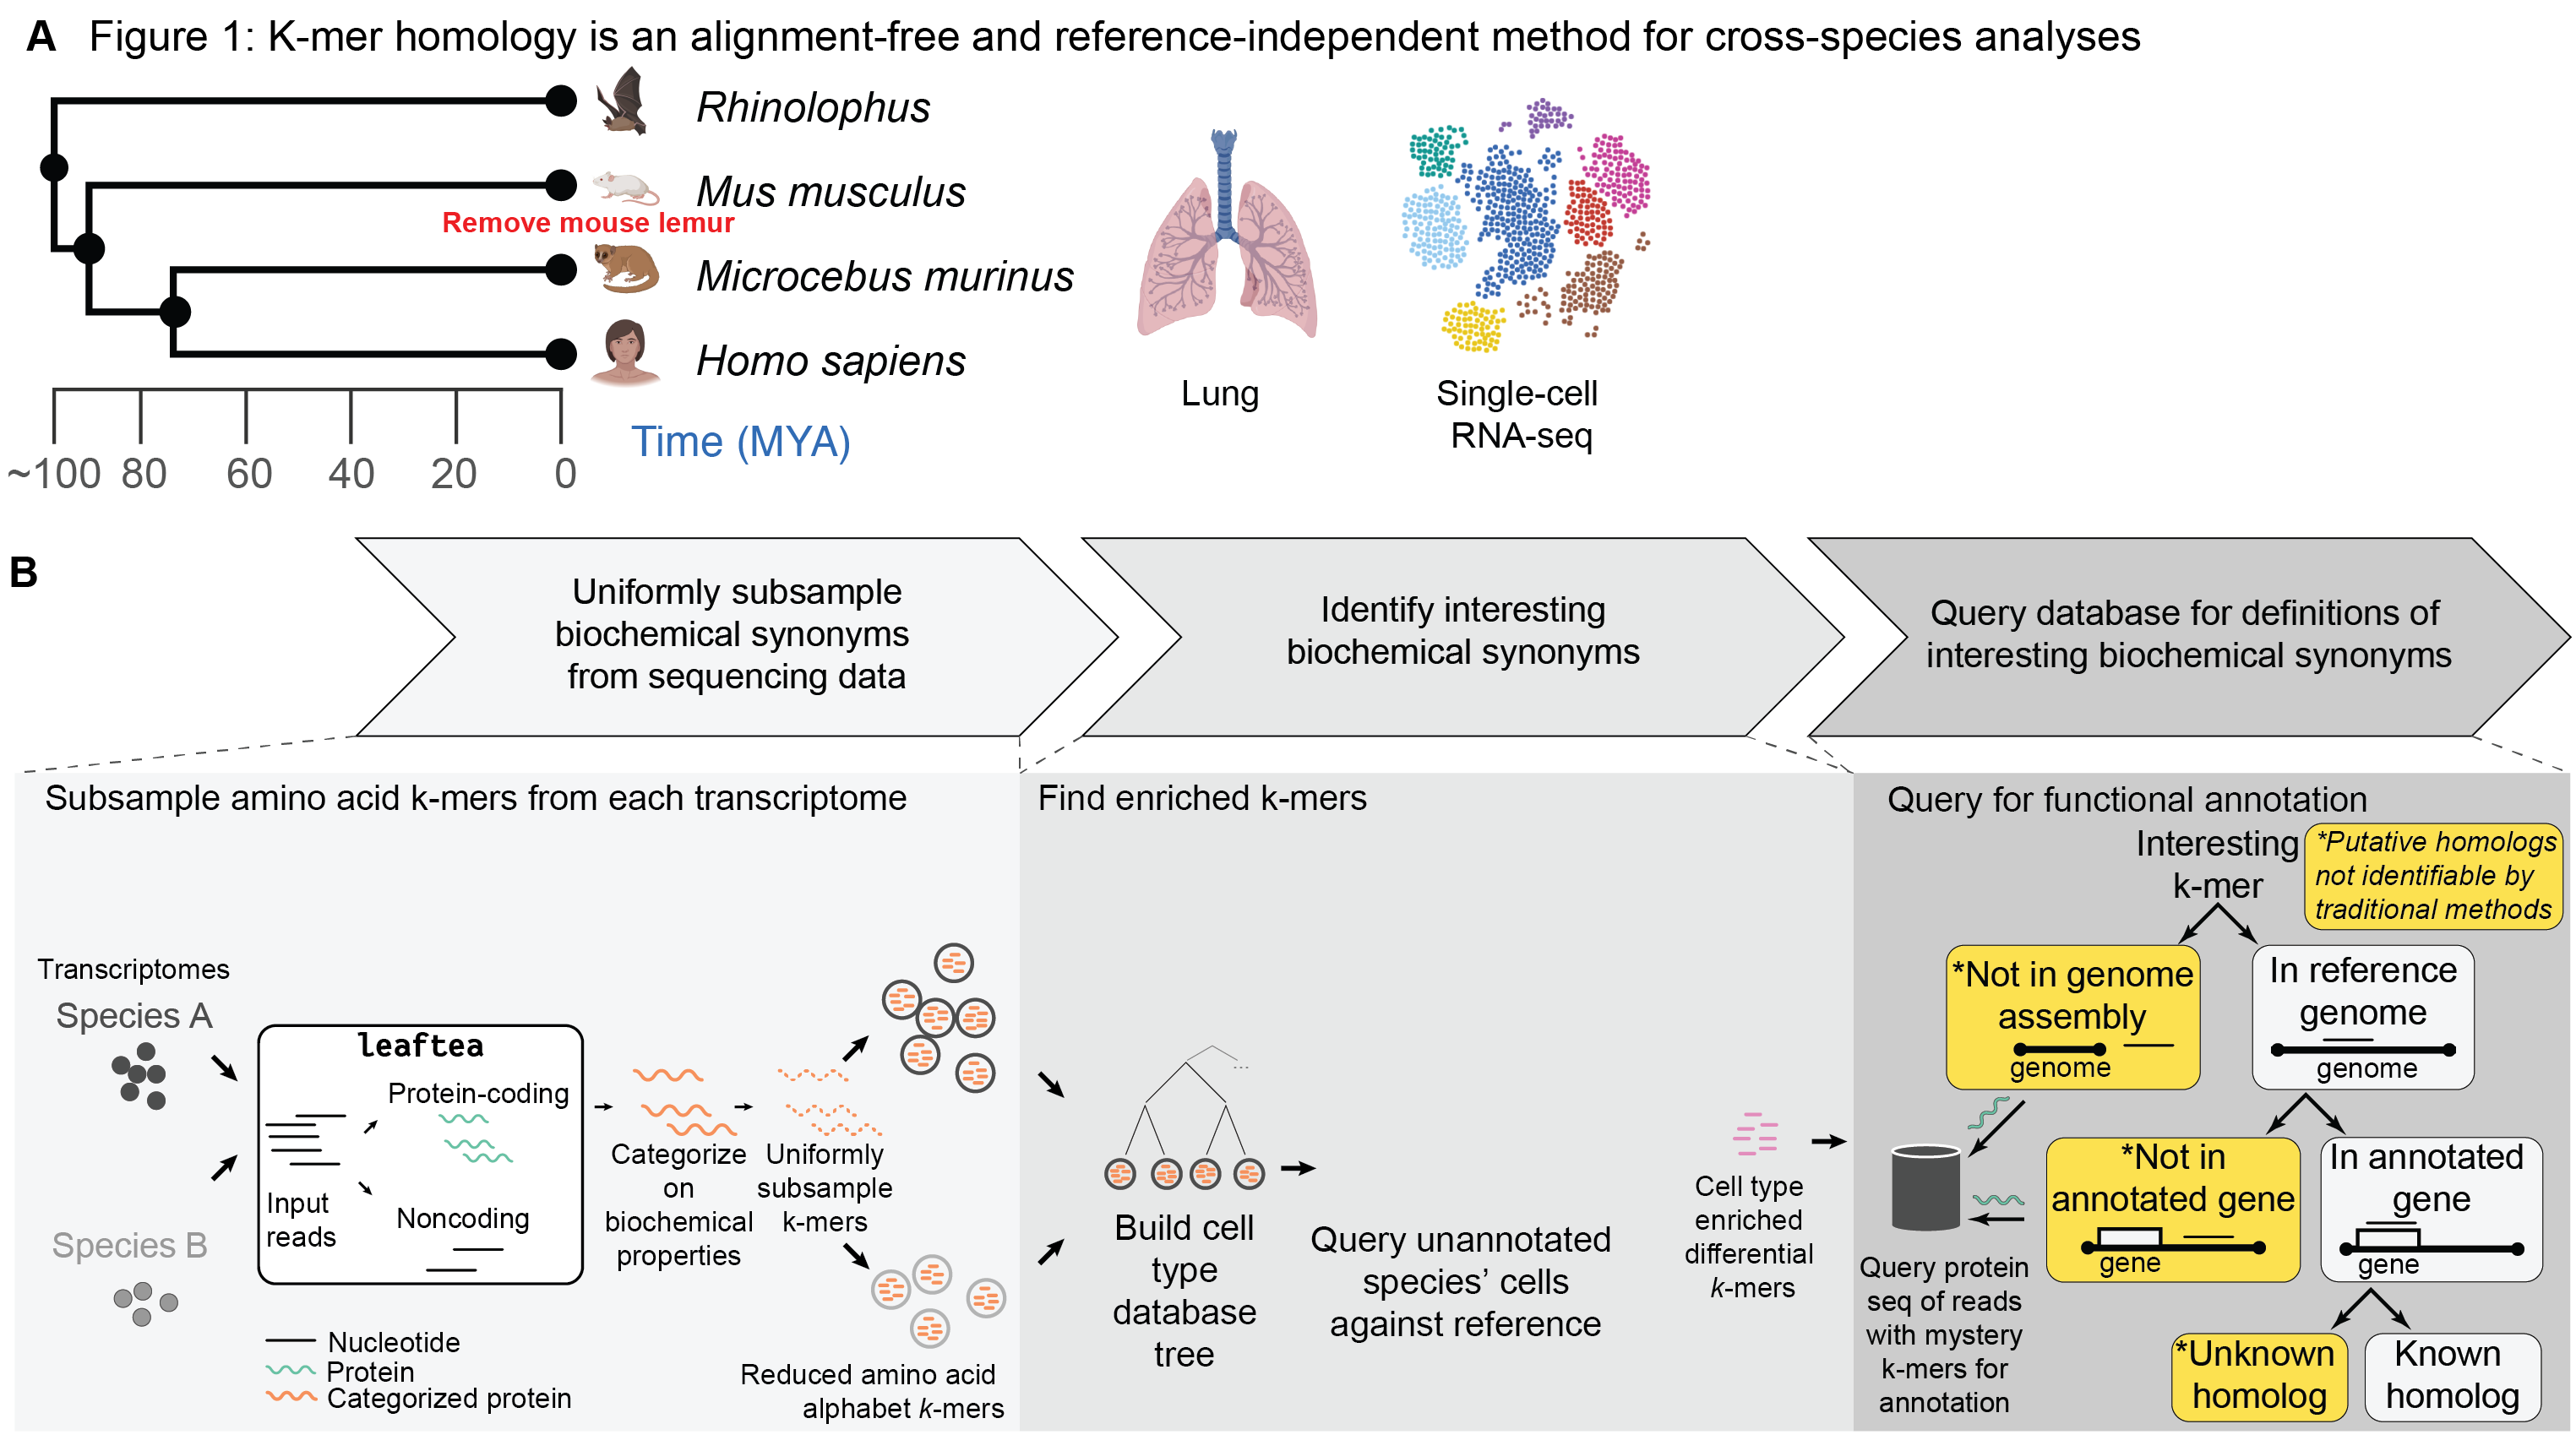 A Figure 1: K-mer homology is an alignment-free and reference-independent method for cross-species analyses
Rhinolophus
Mus musculus
Remove mouse lemur
Microcebus murinus
Homo sapiens
~100 80 60 40 20 0
Time (MYA)
Lung
Single-cell
RNA-seq
B
Uniformly subsample
biochemical synonyms
from sequencing data
Identify interesting
biochemical synonyms
Query database for definitions of
interesting biochemical synonyms
Subsample amino acid k-mers from each transcriptome
Transcriptomes
Species A
Species B
leaftea
Protein-coding
Input
reads
Noncoding
Nucleotide
Protein
Categorized protein
Categorize
on
biochemical
properties
Uniformly
subsample
k-mers
Reduced amino acid
alphabet k-mers
Find enriched k-mers
...
Build cell
type
database
tree
Query unannotated
species’ cells
against reference
Cell type
enriched
differential
k-mers
Query for functional annotation
Interesting
k-mer
*Putative homologs
not identifiable by
traditional methods
*Not in genome
assembly
genome
In reference
genome
genome
*Not in
annotated gene
gene
In annotated
gene
gene
Query protein
seq of reads
with mystery
k-mers for
annotation
*Unknown
homolog
Known
homolog